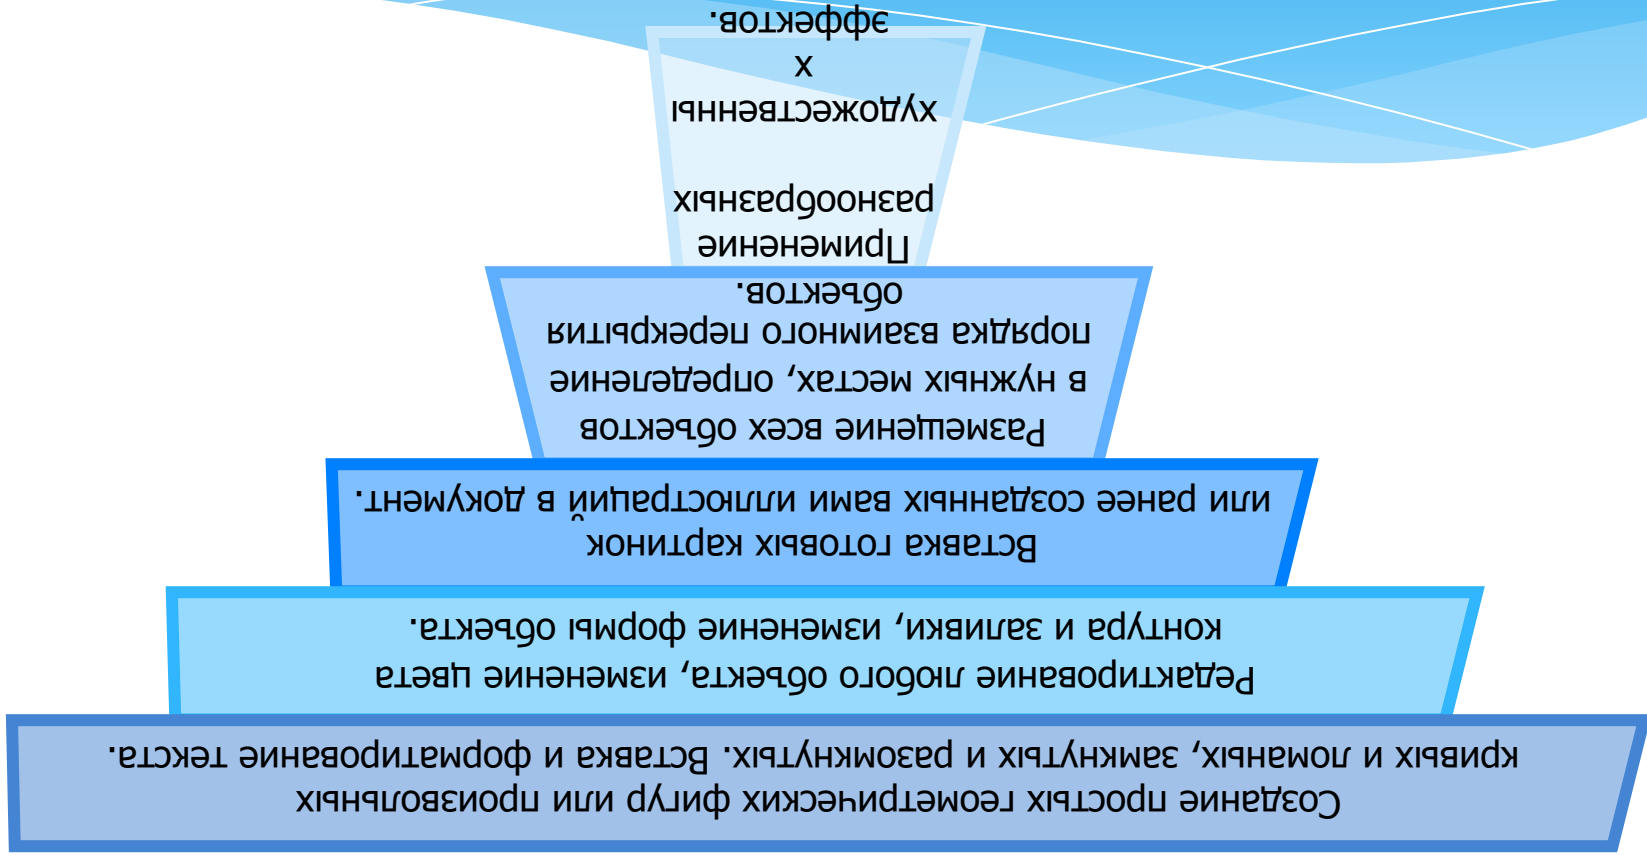 Создание простых геометрических фигур или произвольных
кривых и ломаных, замкнутых и разомкнутых. Вставка и форматирование текста.
Редактирование любого объекта, изменение цвета
контура и заливки, изменение формы объекта.
Вставка готовых картинок
или ранее созданных вами иллюстраций в документ.
Размещение всех объектов
в нужных местах, определение
порядка взаимного перекрытия
объектов.
Применение
разнообразных
художественны
х
эффектов.